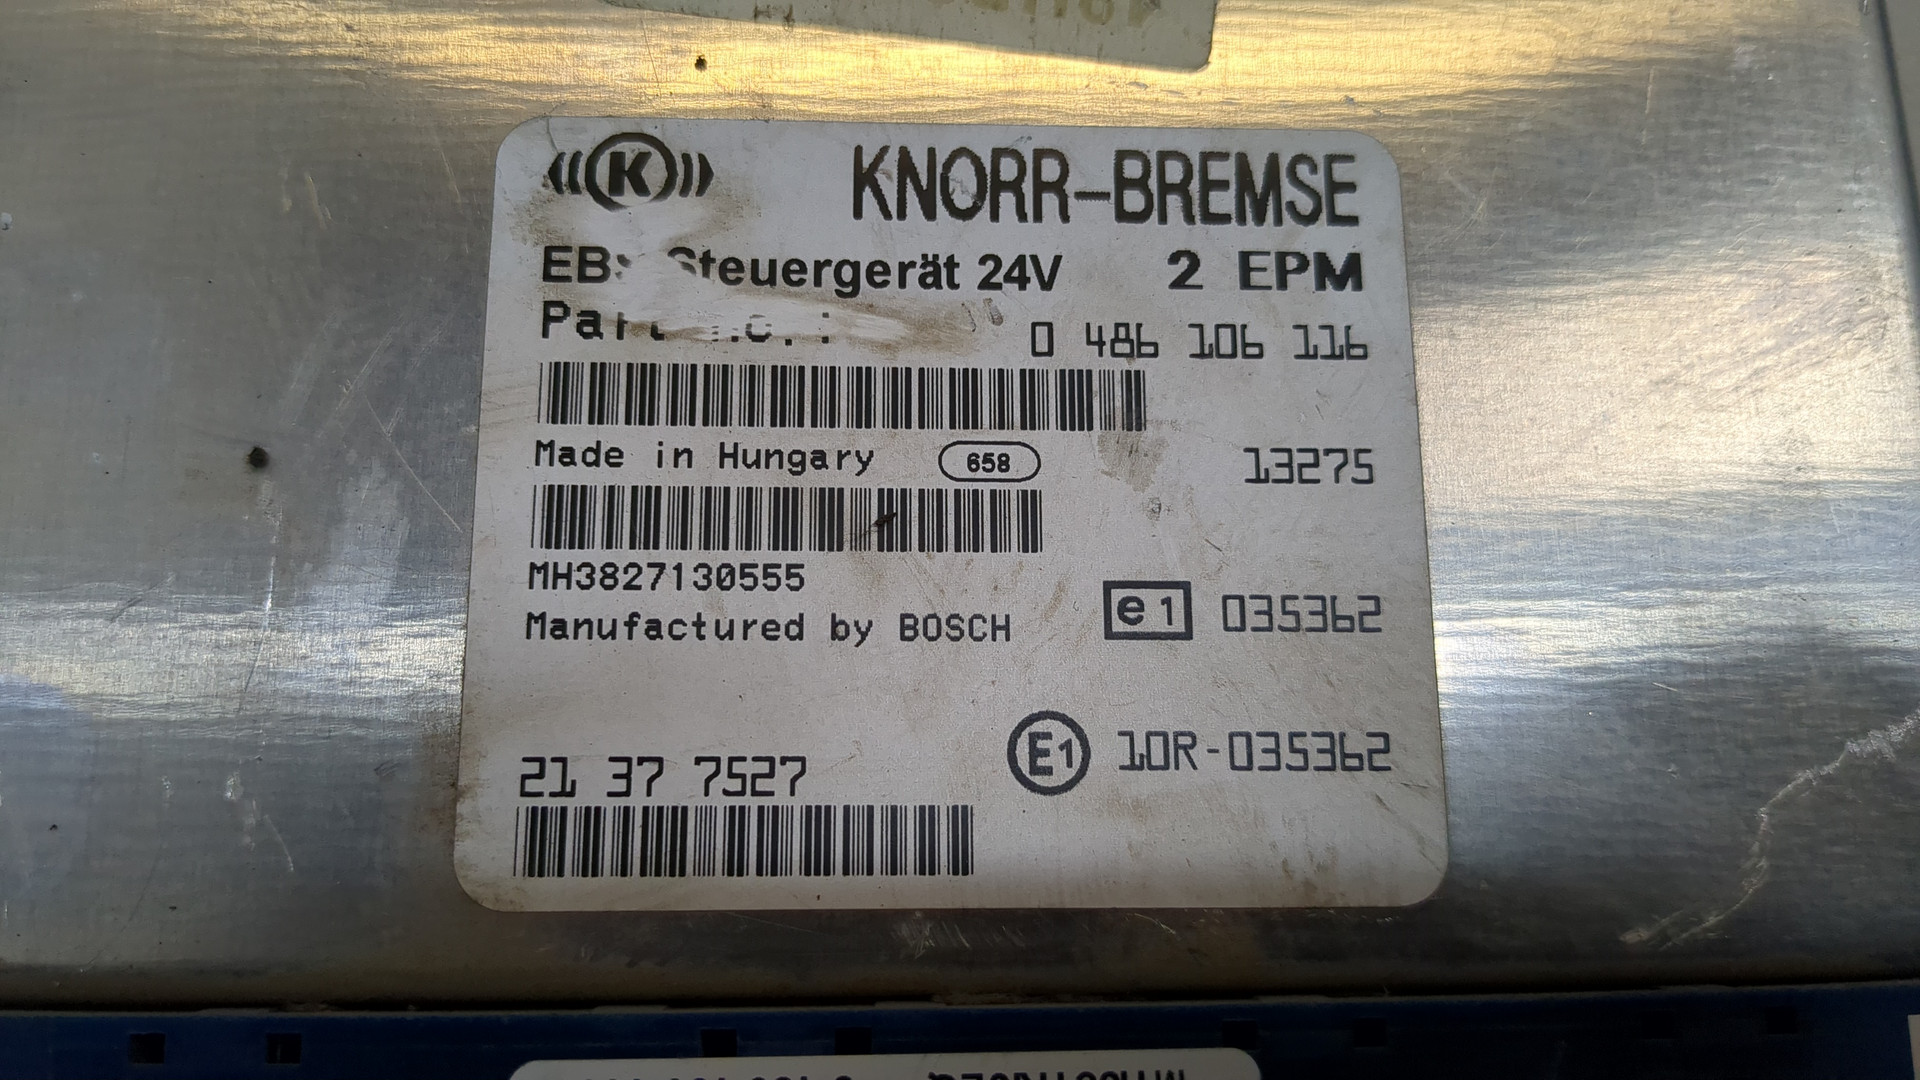 K KNORR-BREMSE
Steuergerät 24V 2 EPM
0 486 106 116
Made in Hungary 658 13275
MH3827130555
Manufactured by BOSCH e1 035362
E1 10R-035362
21 37 7527